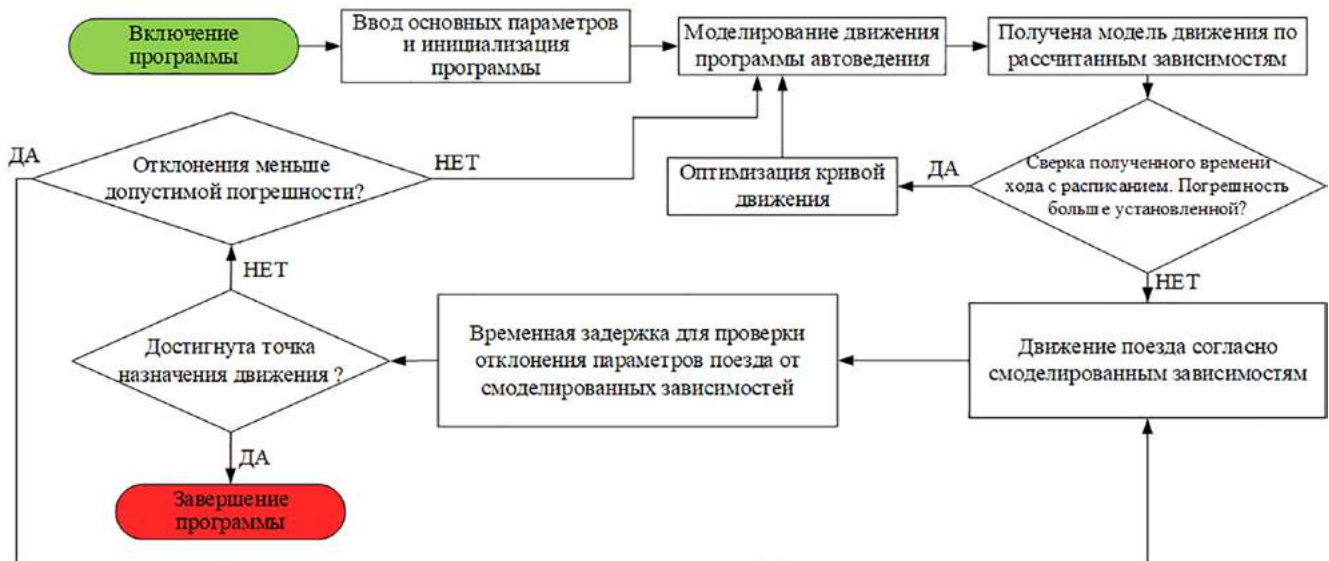 Включение
программы
Ввод основных параметров
и инициализация
программы
Моделирование движения
программы автоведения
Получена модель движения по
рассчитанным зависимостям
ДА
Отклонения меньше
допустимой погрешности?
НЕТ
Оптимизация кривой
движения
ДА
Сверка полученного времени
хода с расписанием. Погрешность
больше установленной?
НЕТ
НЕТ
Достигнута точка
назначения движения ?
Временная задержка для проверки
отклонения параметров поезда от
смоделированных зависимостей
Движение поезда согласно
смоделированным зависимостям
ДА
Завершение
программы